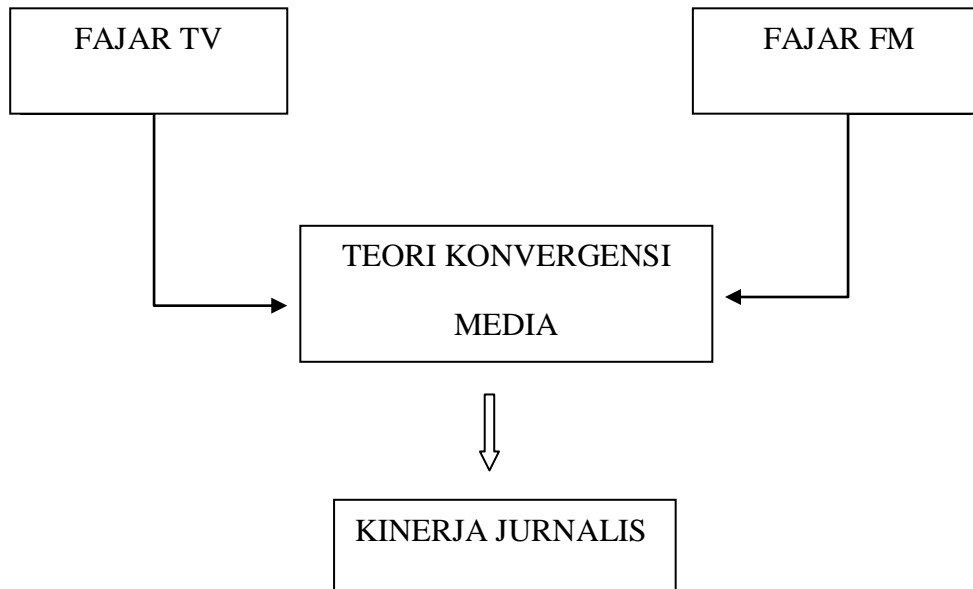 FAJAR TV
FAJAR FM
TEORI KONVERGENSI
MEDIA
KINERJA JURNALIS